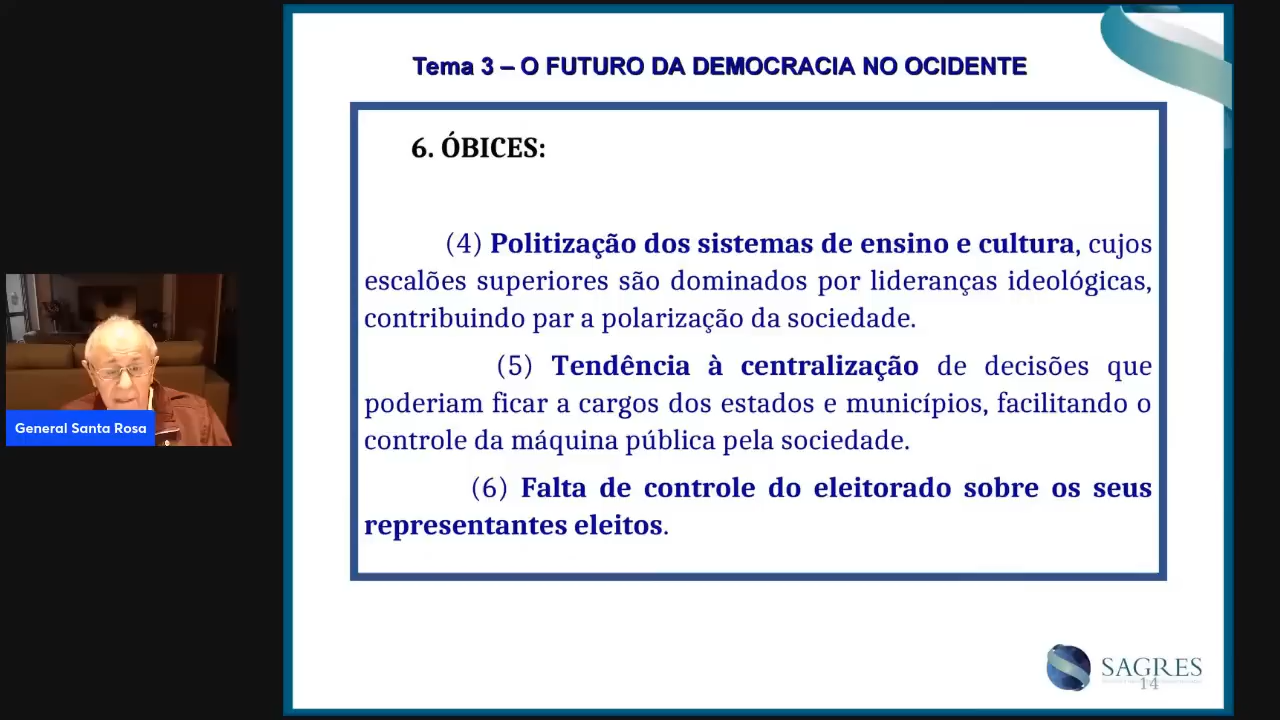 Tema 3 – O FUTURO DA DEMOCRACIA NO OCIDENTE
6. ÓBICES:
(4) Politização dos sistemas de ensino e cultura, cujos
escalões superiores são dominados por lideranças ideológicas,
contribuindo par a polarização da sociedade.
(5) Tendência à centralização de decisões que
poderiam ficar a cargos dos estados e municípios, facilitando o
controle da máquina pública pela sociedade.
(6) Falta de controle do eleitorado sobre os seus
representantes eleitos.
General Santa Rosa
SAGRES
14